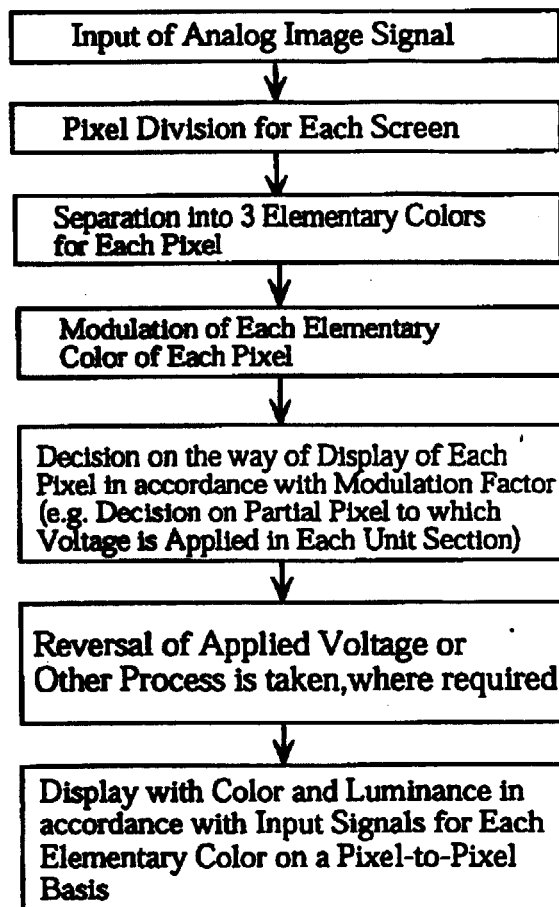 Input of Analog Image Signal
Pixel Division for Each Screen
Separation into 3 Elementary Colors
for Each Pixel
Modulation of Each Elementary
Color of Each Pixel
Decision on the way of Display of Each
Pixel in accordance with Modulation Factor
(e.g. Decision on Partial Pixel to which
Voltage is Applied in Each Unit Section)
Reversal of Applied Voltage or
Other Process is taken,where required
Display with Color and Luminance in
accordance with Input Signals for Each
Elementary Color on a Pixel-to-Pixel
Basis